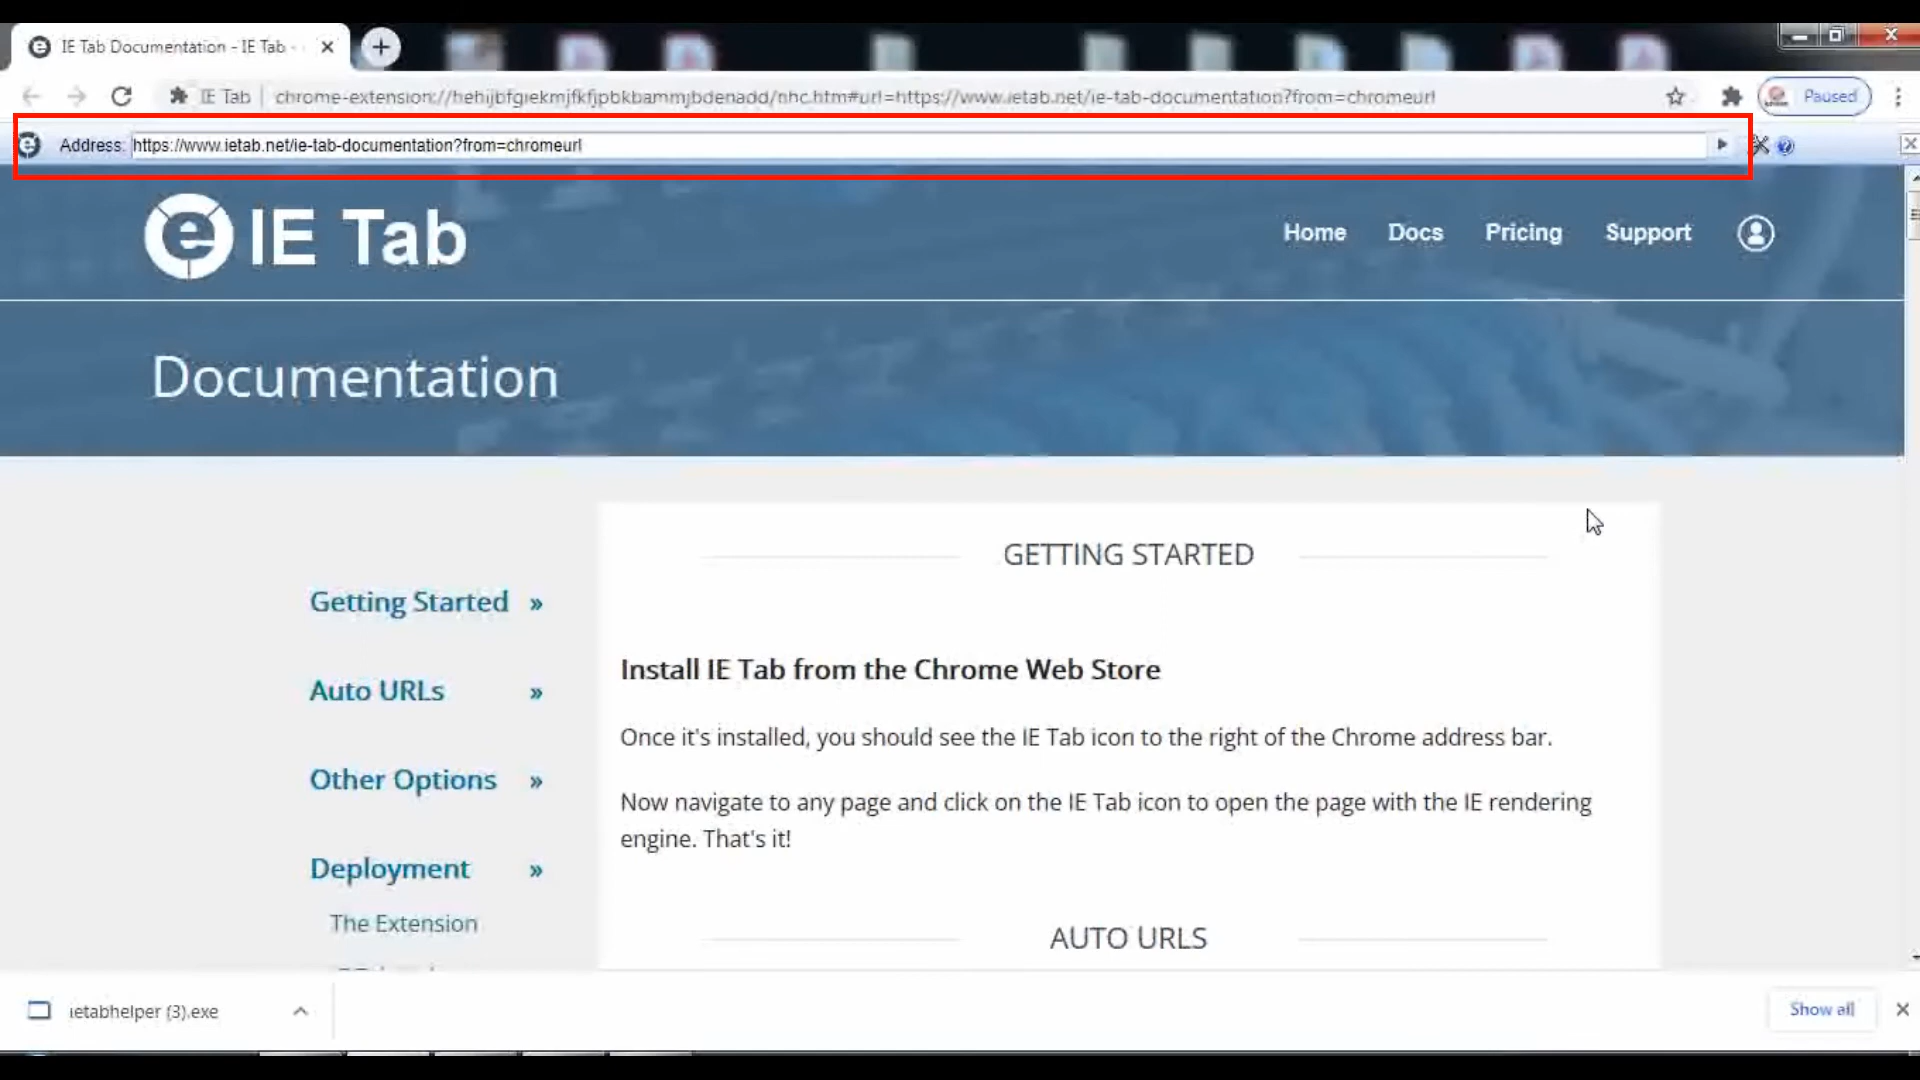 IE Tab Documentation - IE Tab -
IE Tab | chrome-extension://hehijbfgiekmjfkfjpbkbammjbdenadd/nhc.htm#url=https://www.ietab.net/ie-tab-documentation?from=chromeurl
Paused
Address: https://www.ietab.net/ie-tab-documentation?from=chromeurl
IE Tab
Home Docs Pricing Support
Documentation
GETTING STARTED
Getting Started »
Install IE Tab from the Chrome Web Store
Auto URLs »
Once it's installed, you should see the IE Tab icon to the right of the Chrome address bar.
Other Options »
Now navigate to any page and click on the IE Tab icon to open the page with the IE rendering
engine. That's it!
Deployment »
The Extension
AUTO URLS
ietabhelper (3).exe
Show all